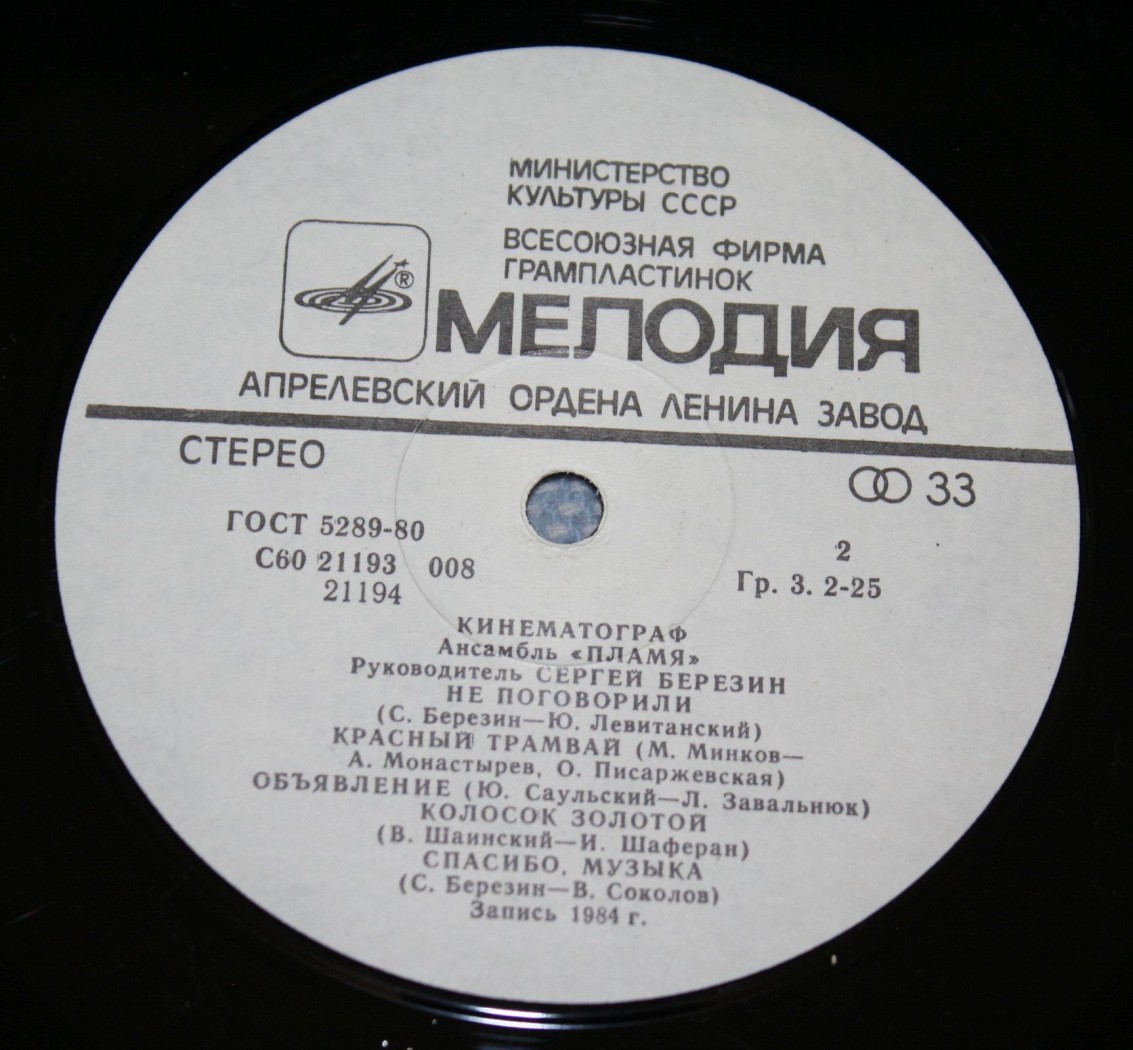 МИНИСТЕРСТВО
КУЛЬТУРЫ СССР
ВСЕСОЮЗНАЯ ФИРМА
ГРАМПЛАСТИНОК
®
МЕЛОДИЯ
АПРЕЛЕВСКИЙ ОРДЕНА ЛЕНИНА ЗАВОД
СТЕРЕО
33
ГОСТ 5289-80
С60 21193 008
21194
2
Гр. 3. 2-25
КИНЕМАТОГРАФ
Ансамбль «ПЛАМЯ»
Руководитель СЕРГЕЙ БЕРЕЗИН
НЕ ПОГОВОРИЛИ
(С. Березин—Ю. Левитанский)
КРАСНЫЙ ТРАМВАЙ (М. Минков—
А. Монастырев, О. Писаржевская)
ОБЪЯВЛЕНИЕ (Ю. Саульский—Л. Завальнюк)
КОЛОСОК ЗОЛОТОЙ
(В. Шаинский—И. Шаферан)
СПАСИБО, МУЗЫКА
(С. Березин—В. Соколов)
Запись 1984 г.